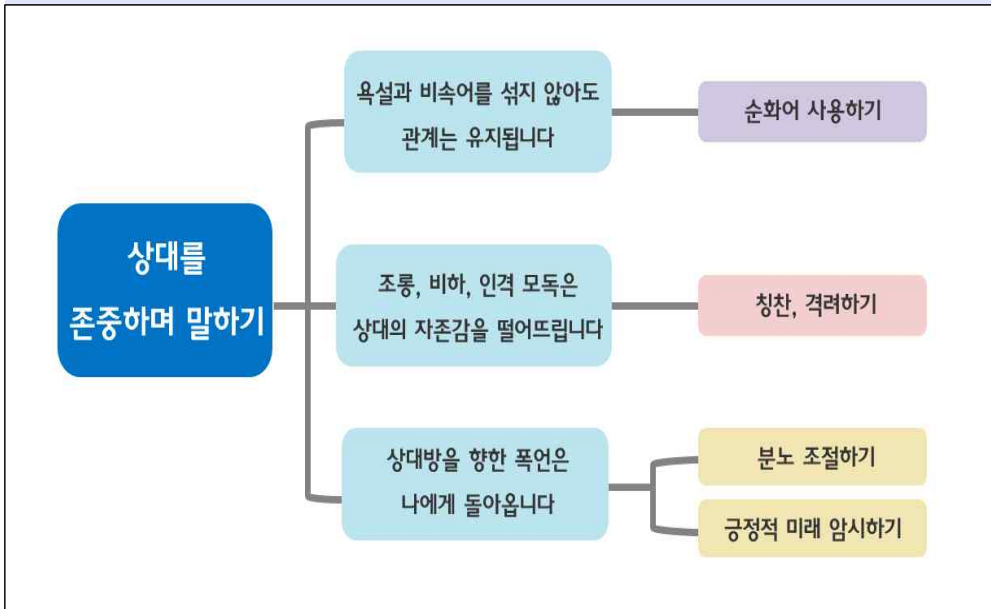 상대를
존중하며 말하기
욕설과 비속어를 섞지 않아도
관계는 유지됩니다
순화어 사용하기
조롱, 비하, 인격 모독은
상대의 자존감을 떨어뜨립니다
칭찬, 격려하기
상대방을 향한 폭언은
나에게 돌아옵니다
분노 조절하기
긍정적 미래 암시하기